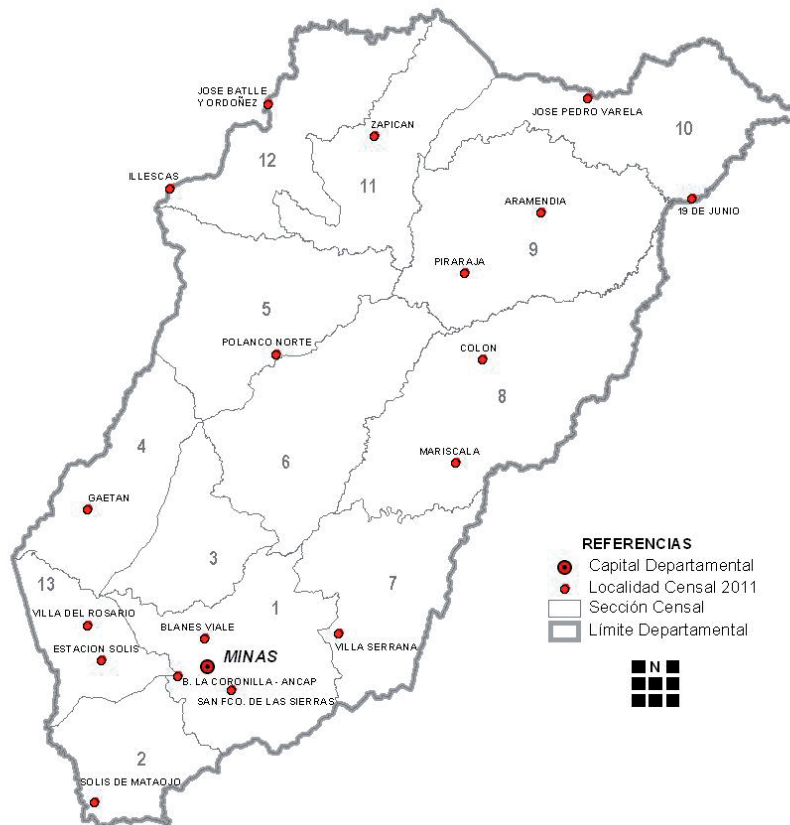 JOSE BATLLE
Y ORDOÑEZ
JOSE PEDRO VARELA
10
ZAPICAN
12
11
ILLESCAS
ARAMENDIA
19 DE JUNIO
9
PIRARAJA
5
POLANCO NORTE
COLON
8
4
MARISCALA
6
GAETAN
3
7
13
1
VILLA DEL ROSARIO
BLANES VIALE
VILLA SERRANA
ESTACION SOLIS
MINAS
B. LA CORONILLA - ANCAP
SAN FCO. DE LAS SIERRAS
2
SOLIS DE MATAOJO
REFERENCIAS
Capital Departamental
Localidad Censal 2011
Sección Censal
Límite Departamental
N